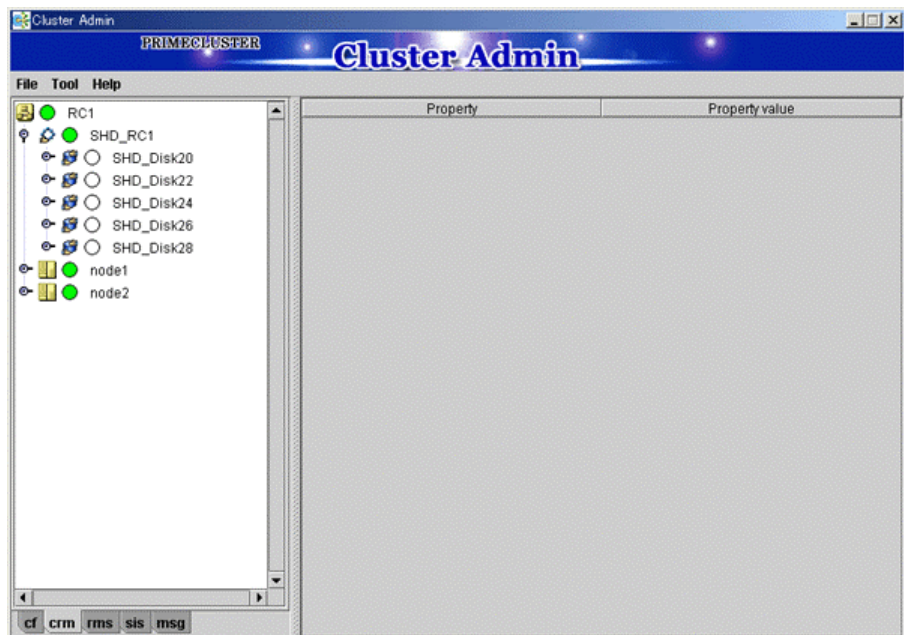 Cluster Admin
PRIMECLUSTER
Cluster Admin
File Tool Help
RC1
SHD_RC1
SHD_Disk20
SHD_Disk22
SHD_Disk24
SHD_Disk26
SHD_Disk28
node1
node2
Property Property value
cf crm rms sis msg